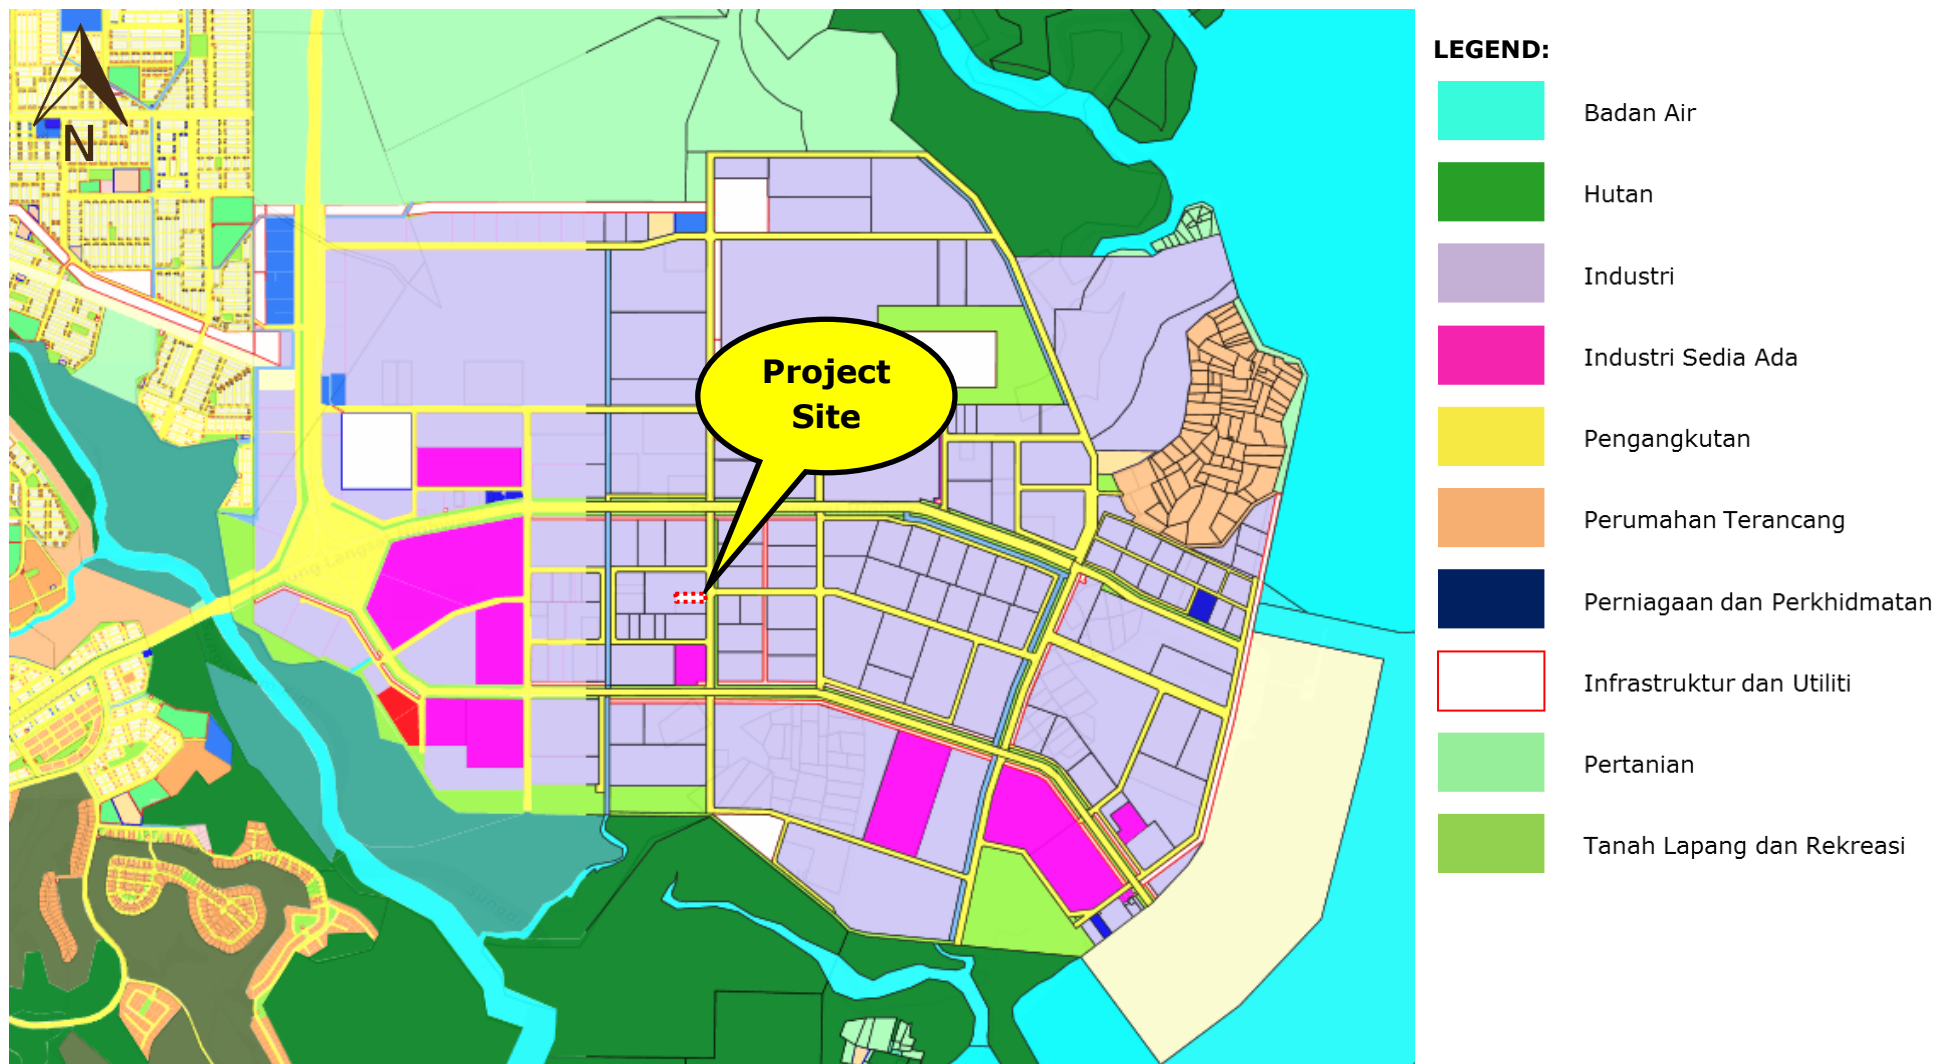 N
Project
Site
LEGEND:
Badan Air
Hutan
Industri
Industri Sedia Ada
Pengangkutan
Perumahan Terancang
Perniagaan dan Perkhidmatan
Infrastruktur dan Utiliti
Pertanian
Tanah Lapang dan Rekreasi